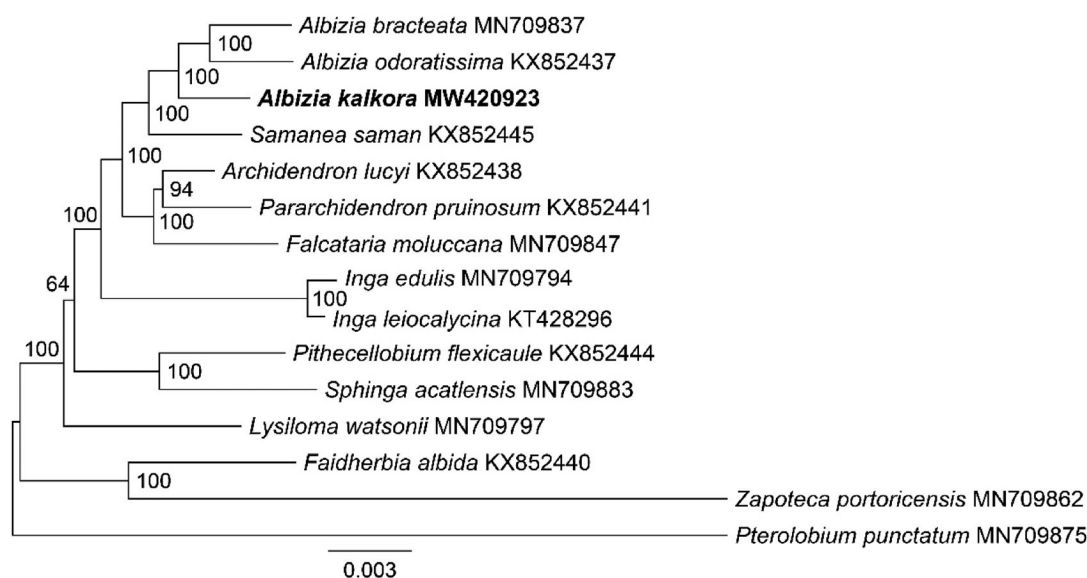 Albizia bracteata MN709837
100
Albizia odoratissima KX852437
100
Albizia kalkora MW420923
100
Samanea saman KX852445
100
Archidendron lucyi KX852438
94
Pararchidendron pruinosum KX852441
100
100
Falcataria moluccana MN709847
Inga edulis MN709794
64
100
Inga leiocalycina KT428296
100
Pithecellobium flexicaule KX852444
100
Sphinga acatlensis MN709883
Lysiloma watsonii MN709797
Faidherbia albida KX852440
100
Zapoteca portoricensis MN709862
Pterolobium punctatum MN709875
0.003